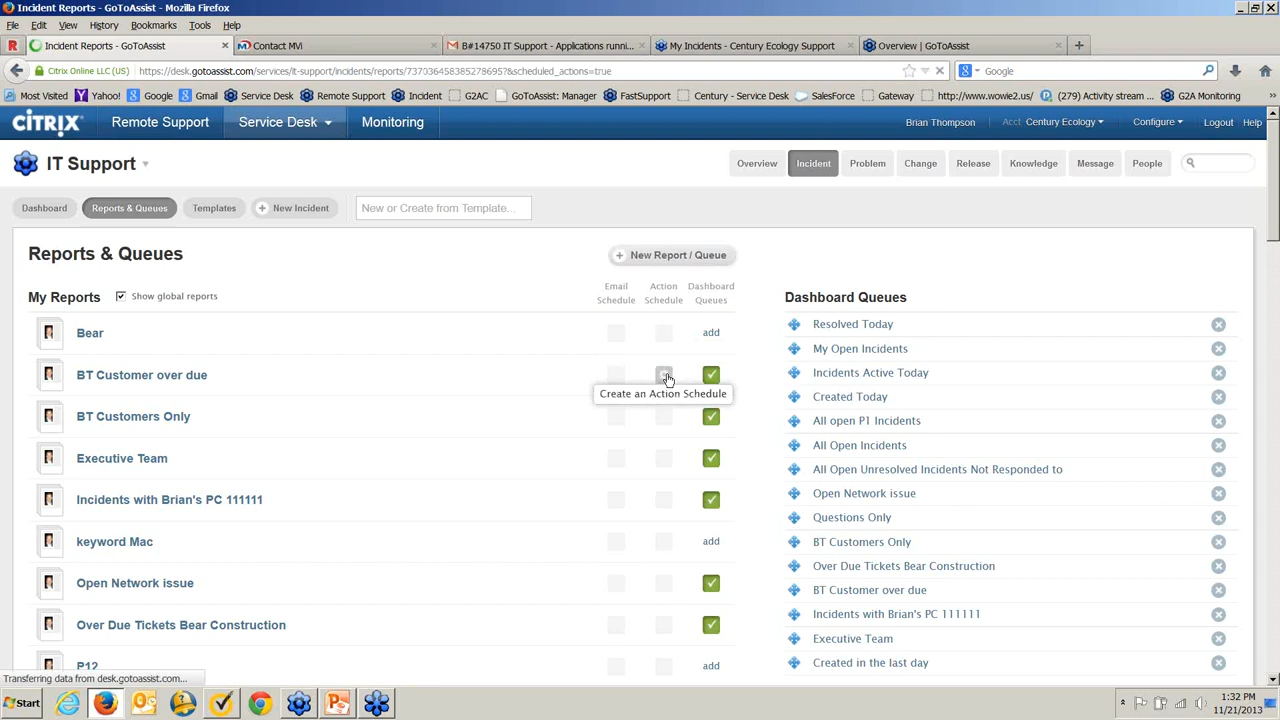 Incident Reports - GoToAssist - Mozilla Firefox
File Edit View History Bookmarks Tools Help
Incident Reports - GoToAssist
Contact MVi
B#14750 IT Support - Applications runni...
My Incidents - Century Ecology Support
Overview | GoToAssist
Citrix Online LLC (US)
https://desk.gotoassist.com/services/it-support/incidents/reports/73703645838527869​5?&scheduled_actions=true
Google
Most Visited Yahoo! Google Gmail Service Desk Remote Support Incident G2AC GoToAssist: Manager FastSupport Century - Service Desk SalesForce Gateway http://www.wowie2.us/ (279) Activity stream ... G2A Monitoring
CITRIX
Remote Support Service Desk Monitoring
Brian Thompson Acct Century Ecology Configure Logout Help
IT Support
Overview Incident Problem Change Release Knowledge Message People
Dashboard Reports & Queues Templates New Incident New or Create from Template...
Reports & Queues
New Report / Queue
My Reports Show global reports
Email Schedule
Action Schedule
Dashboard Queues
Bear add
BT Customer over due
Create an Action Schedule
BT Customers Only
Executive Team
Incidents with Brian's PC 111111
keyword Mac add
Open Network issue
Over Due Tickets Bear Construction
P12 add
Dashboard Queues
Resolved Today
My Open Incidents
Incidents Active Today
Created Today
All open P1 Incidents
All Open Incidents
All Open Unresolved Incidents Not Responded to
Open Network issue
Questions Only
BT Customers Only
Over Due Tickets Bear Construction
BT Customer over due
Incidents with Brian's PC 111111
Executive Team
Created in the last day
Transferring data from desk.gotoassist.com...
Start
1:32 PM
11/21/2013